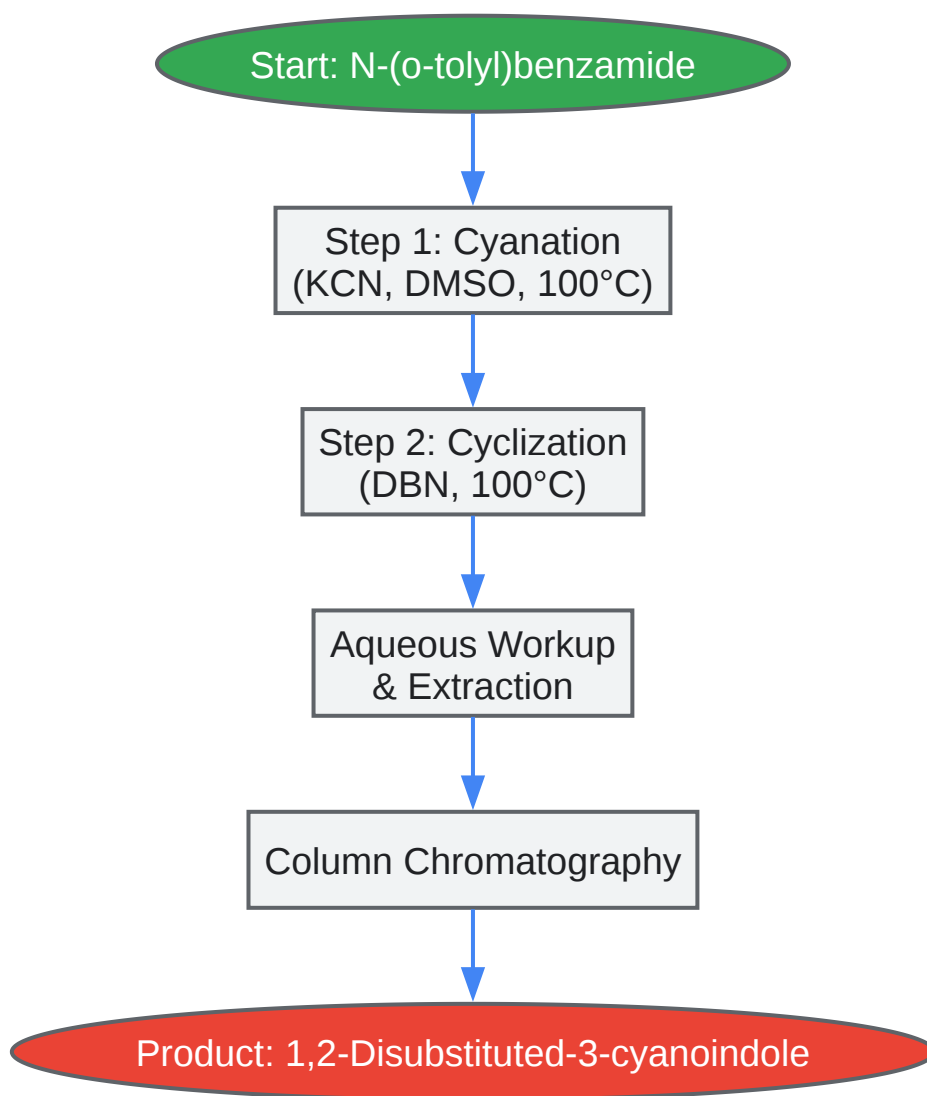 Start: N-(o-tolyl)benzamide
Step 1: Cyanation
(KCN, DMSO, 100°C)
Step 2: Cyclization
(DBN, 100°C)
Aqueous Workup
& Extraction
Column Chromatography
Product: 1,2-Disubstituted-3-cyanoindole